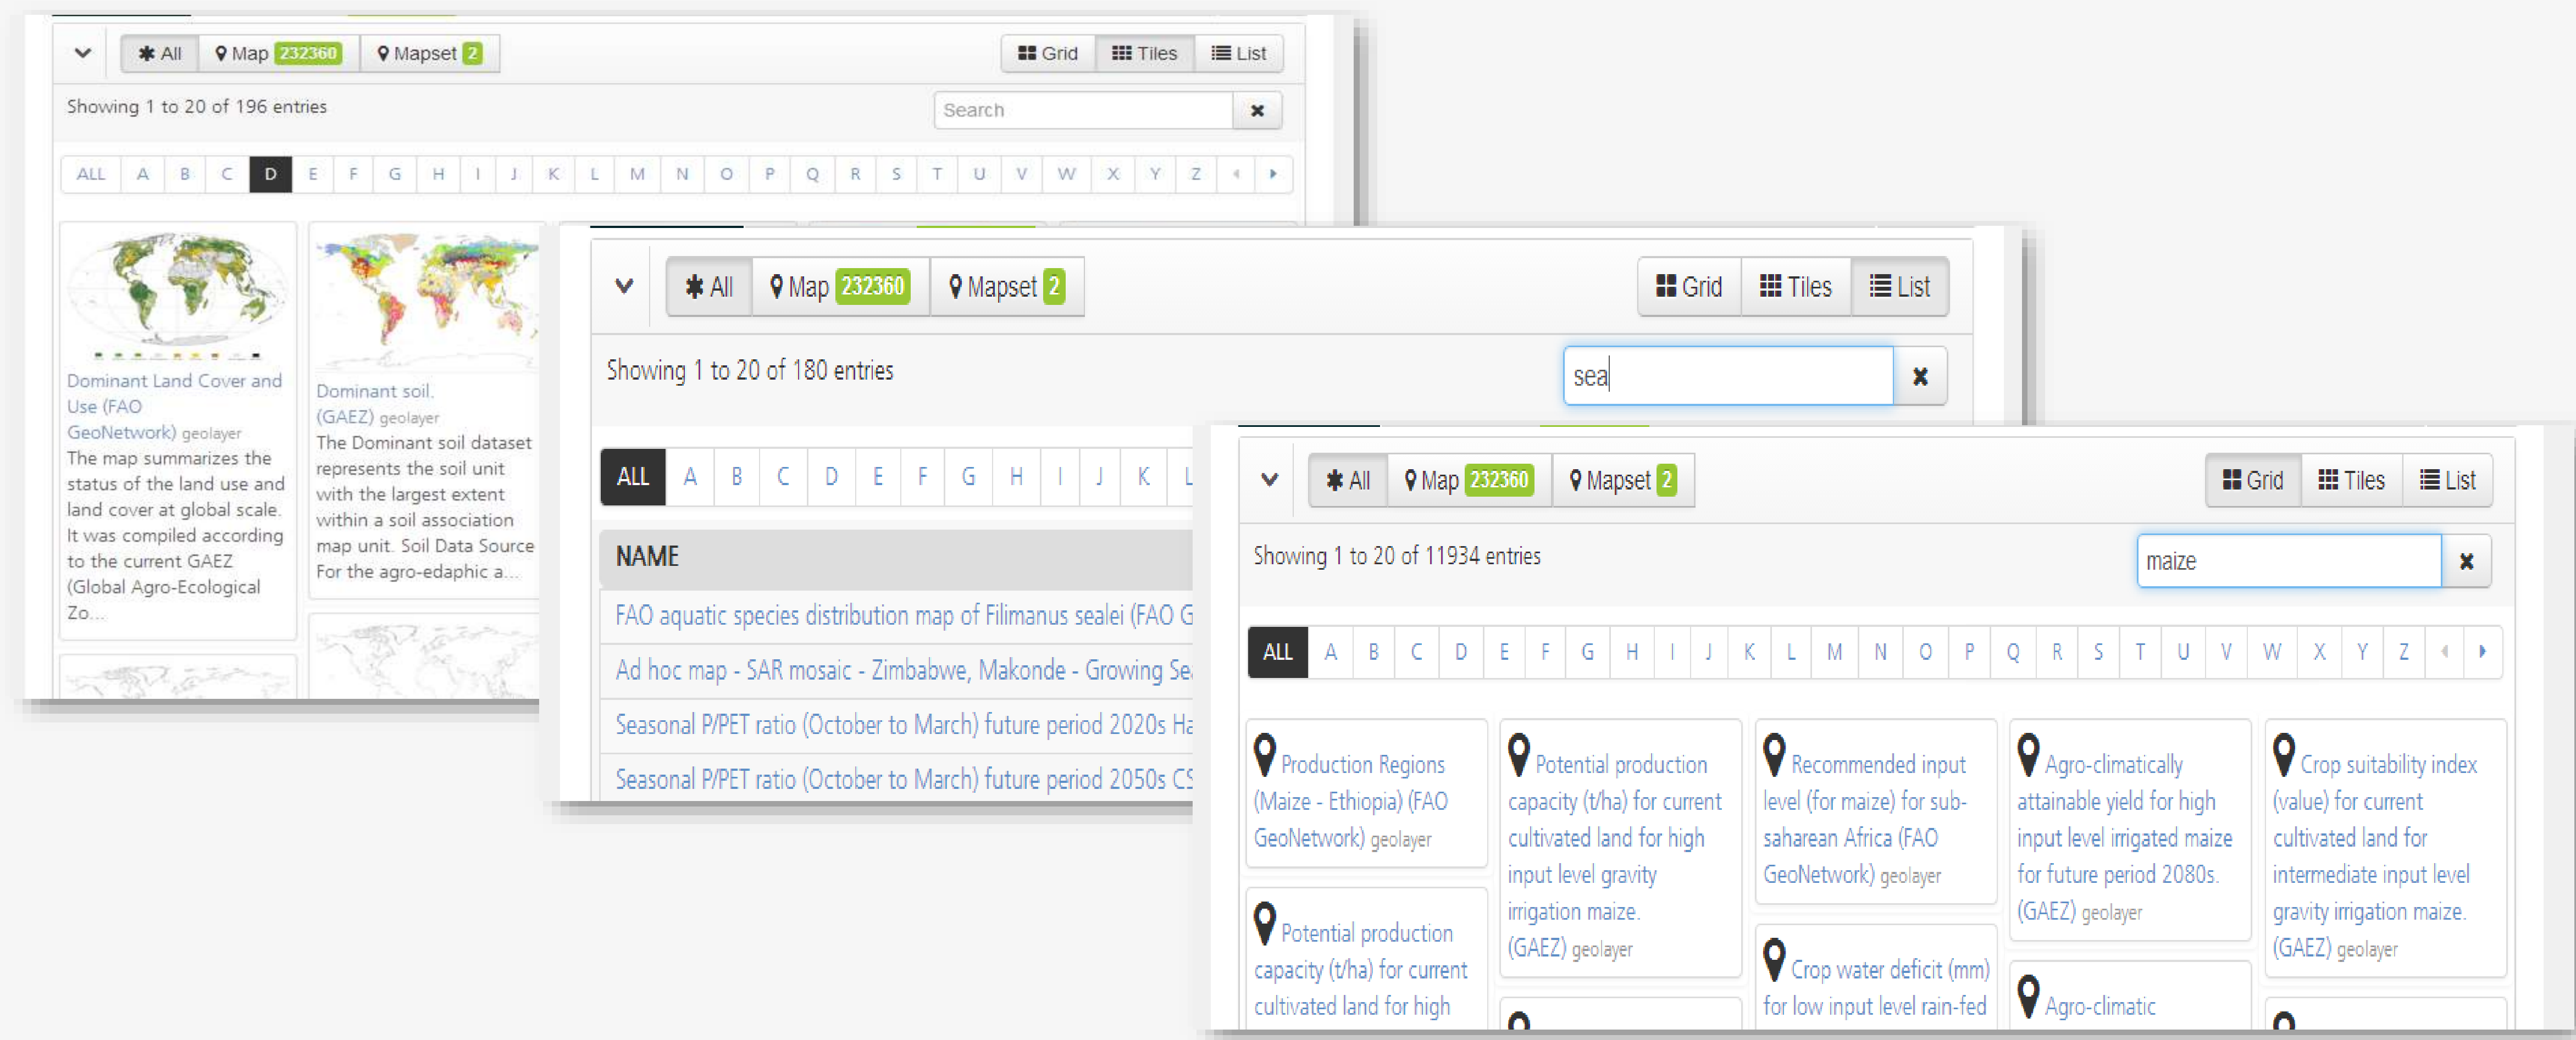 All Map 232360 Mapset 2 Grid Tiles List
Showing 1 to 20 of 196 entries
Search
ALL A B C D E F G H I J K L M N O P Q R S T U V W X Y Z
Dominant Land Cover and
Use (FAO
GeoNetwork) geolayer
The map summarizes the
status of the land use and
land cover at global scale.
It was compiled according
to the current GAEZ
(Global Agro-Ecological
Zo...
Dominant soil.
(GAEZ) geolayer
The Dominant soil dataset
represents the soil unit
with the largest extent
within a soil association
map unit. Soil Data Source
For the agro-edaphic a...
All Map 232360 Mapset 2 Grid Tiles List
Showing 1 to 20 of 180 entries
sea
ALL A B C D E F G H I J K L
NAME
FAO aquatic species distribution map of Filimanus sealei (FAO G
Ad hoc map - SAR mosaic - Zimbabwe, Makonde - Growing Sea
Seasonal P/PET ratio (October to March) future period 2020s Ha
Seasonal P/PET ratio (October to March) future period 2050s CS
All Map 232360 Mapset 2 Grid Tiles List
Showing 1 to 20 of 11934 entries
maize
ALL A B C D E F G H I J K L M N O P Q R S T U V W X Y Z
Production Regions
(Maize - Ethiopia) (FAO
GeoNetwork) geolayer
Potential production
capacity (t/ha) for current
cultivated land for high
Potential production
capacity (t/ha) for current
cultivated land for high
input level gravity
irrigation maize.
(GAEZ) geolayer
Recommended input
level (for maize) for sub-
saharean Africa (FAO
GeoNetwork) geolayer
Crop water deficit (mm)
for low input level rain-fed
Agro-climatically
attainable yield for high
input level irrigated maize
for future period 2080s.
(GAEZ) geolayer
Agro-climatic
Crop suitability index
(value) for current
cultivated land for
intermediate input level
gravity irrigation maize.
(GAEZ) geolayer